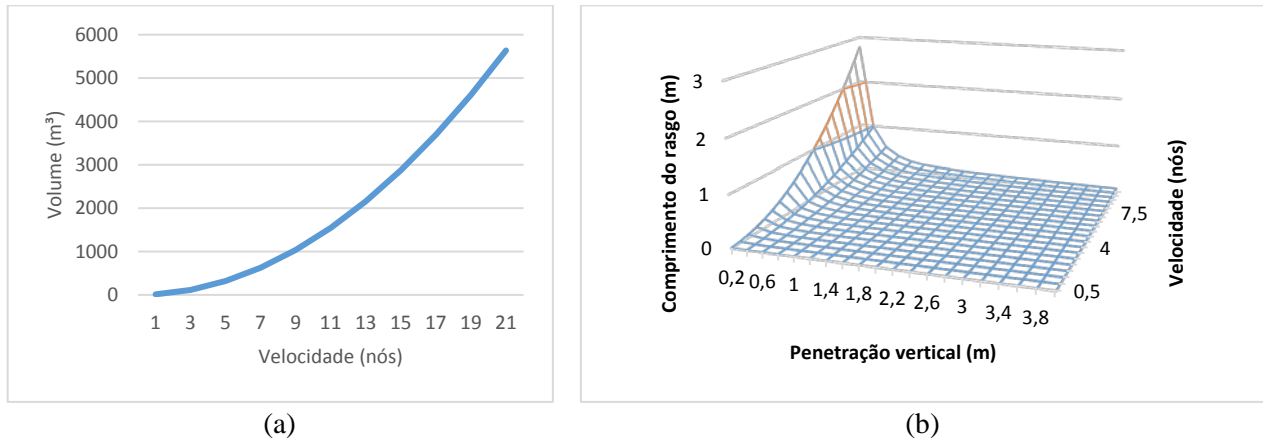 6000
5000
4000
3000
2000
1000
0
Volume (m³)
1 3 5 7 9 11 13 15 17 19 21
Velocidade (nós)
(a)
3
2
1
0
Comprimento do rasgo (m)
0,2 0,6 1 1,4 1,8 2,2 2,6 3 3,4 3,8
Penetração vertical (m)
7,5
4
0,5
Velocidade (nós)
(b)